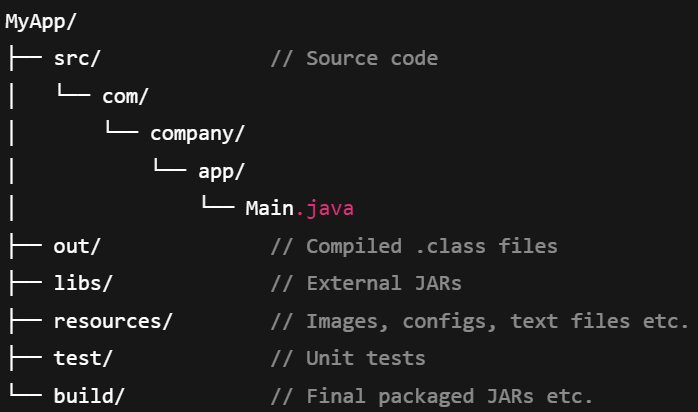 MyApp/
├── src/                // Source code
│   └── com/
│       └── company/
│           └── app/
│               └── Main.java
├── out/                // Compiled .class files
├── libs/               // External JARs
├── resources/          // Images, configs, text files etc.
├── test/               // Unit tests
└── build/              // Final packaged JARs etc.